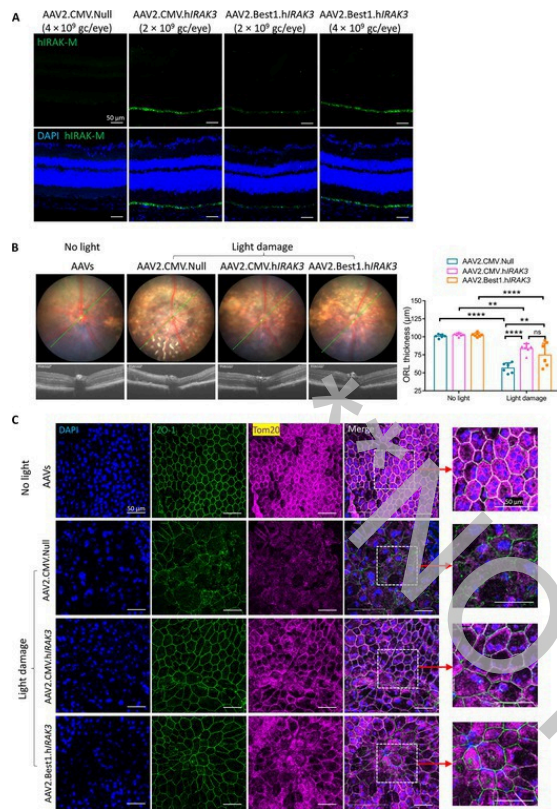 A
AAV2.CMV.Null AAV2.CMV.hIRAK3 AAV2.Best1.hIRAK3 AAV2.Best1.hIRAK3
(4 × 10⁹ gc/eye) (2 × 10⁹ gc/eye) (2 × 10⁹ gc/eye) (4 × 10⁹ gc/eye)
hIRAK-M
50 µm
DAPI hIRAK-M
B
No light Light damage
AAVs AAV2.CMV.Null AAV2.CMV.hIRAK3 AAV2.Best1.hIRAK3
AAV2.CMV.Null
AAV2.CMV.hIRAK3
AAV2.Best1.hIRAK3
ORL thickness (µm)
150
100
50
0
****
**
****
**
**** ns
No light Light damage
C
DAPI ZO-1 Tom20 Merge
No light
AAVs
50 µm
50 µm
Light damage
AAV2.CMV.Null
AAV2.CMV.hIRAK3
AAV2.Best1.hIRAK3